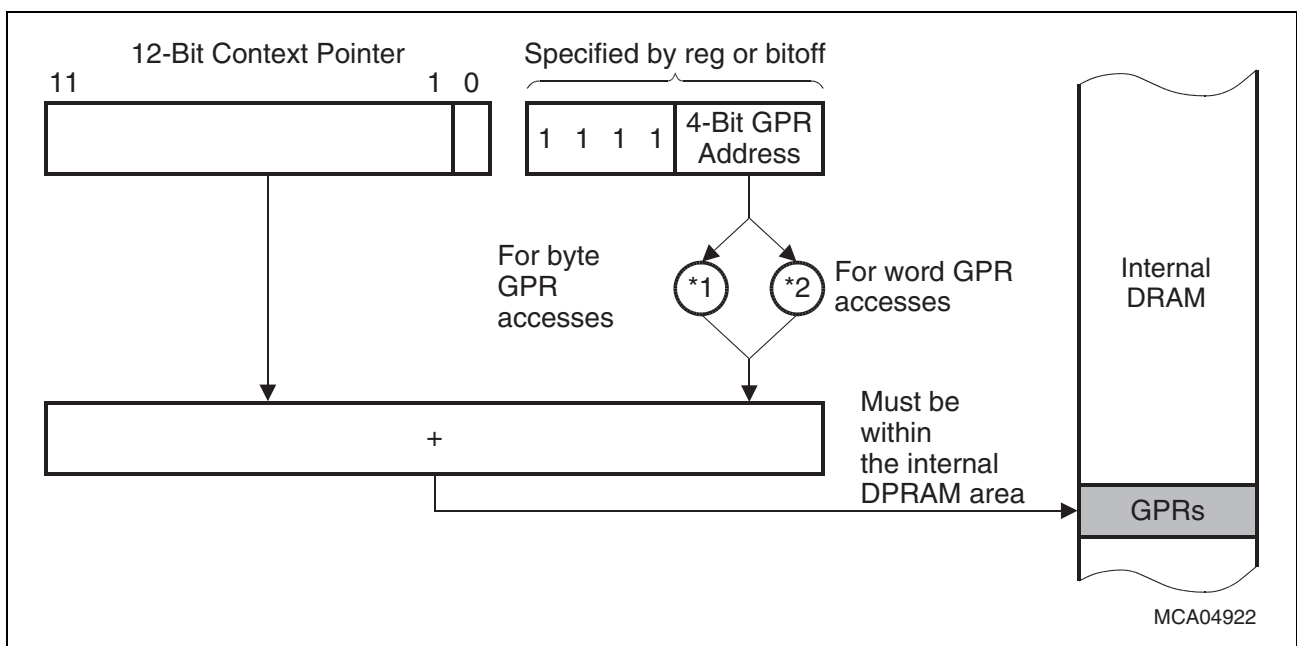 12-Bit Context Pointer
11 1 0
Specified by reg or bitoff
1 1 1 1
4-Bit GPR
Address
For byte
GPR
accesses
*1
*2
For word GPR
accesses
Internal
DRAM
+
Must be
within
the internal
DPRAM area
GPRs
MCA04922